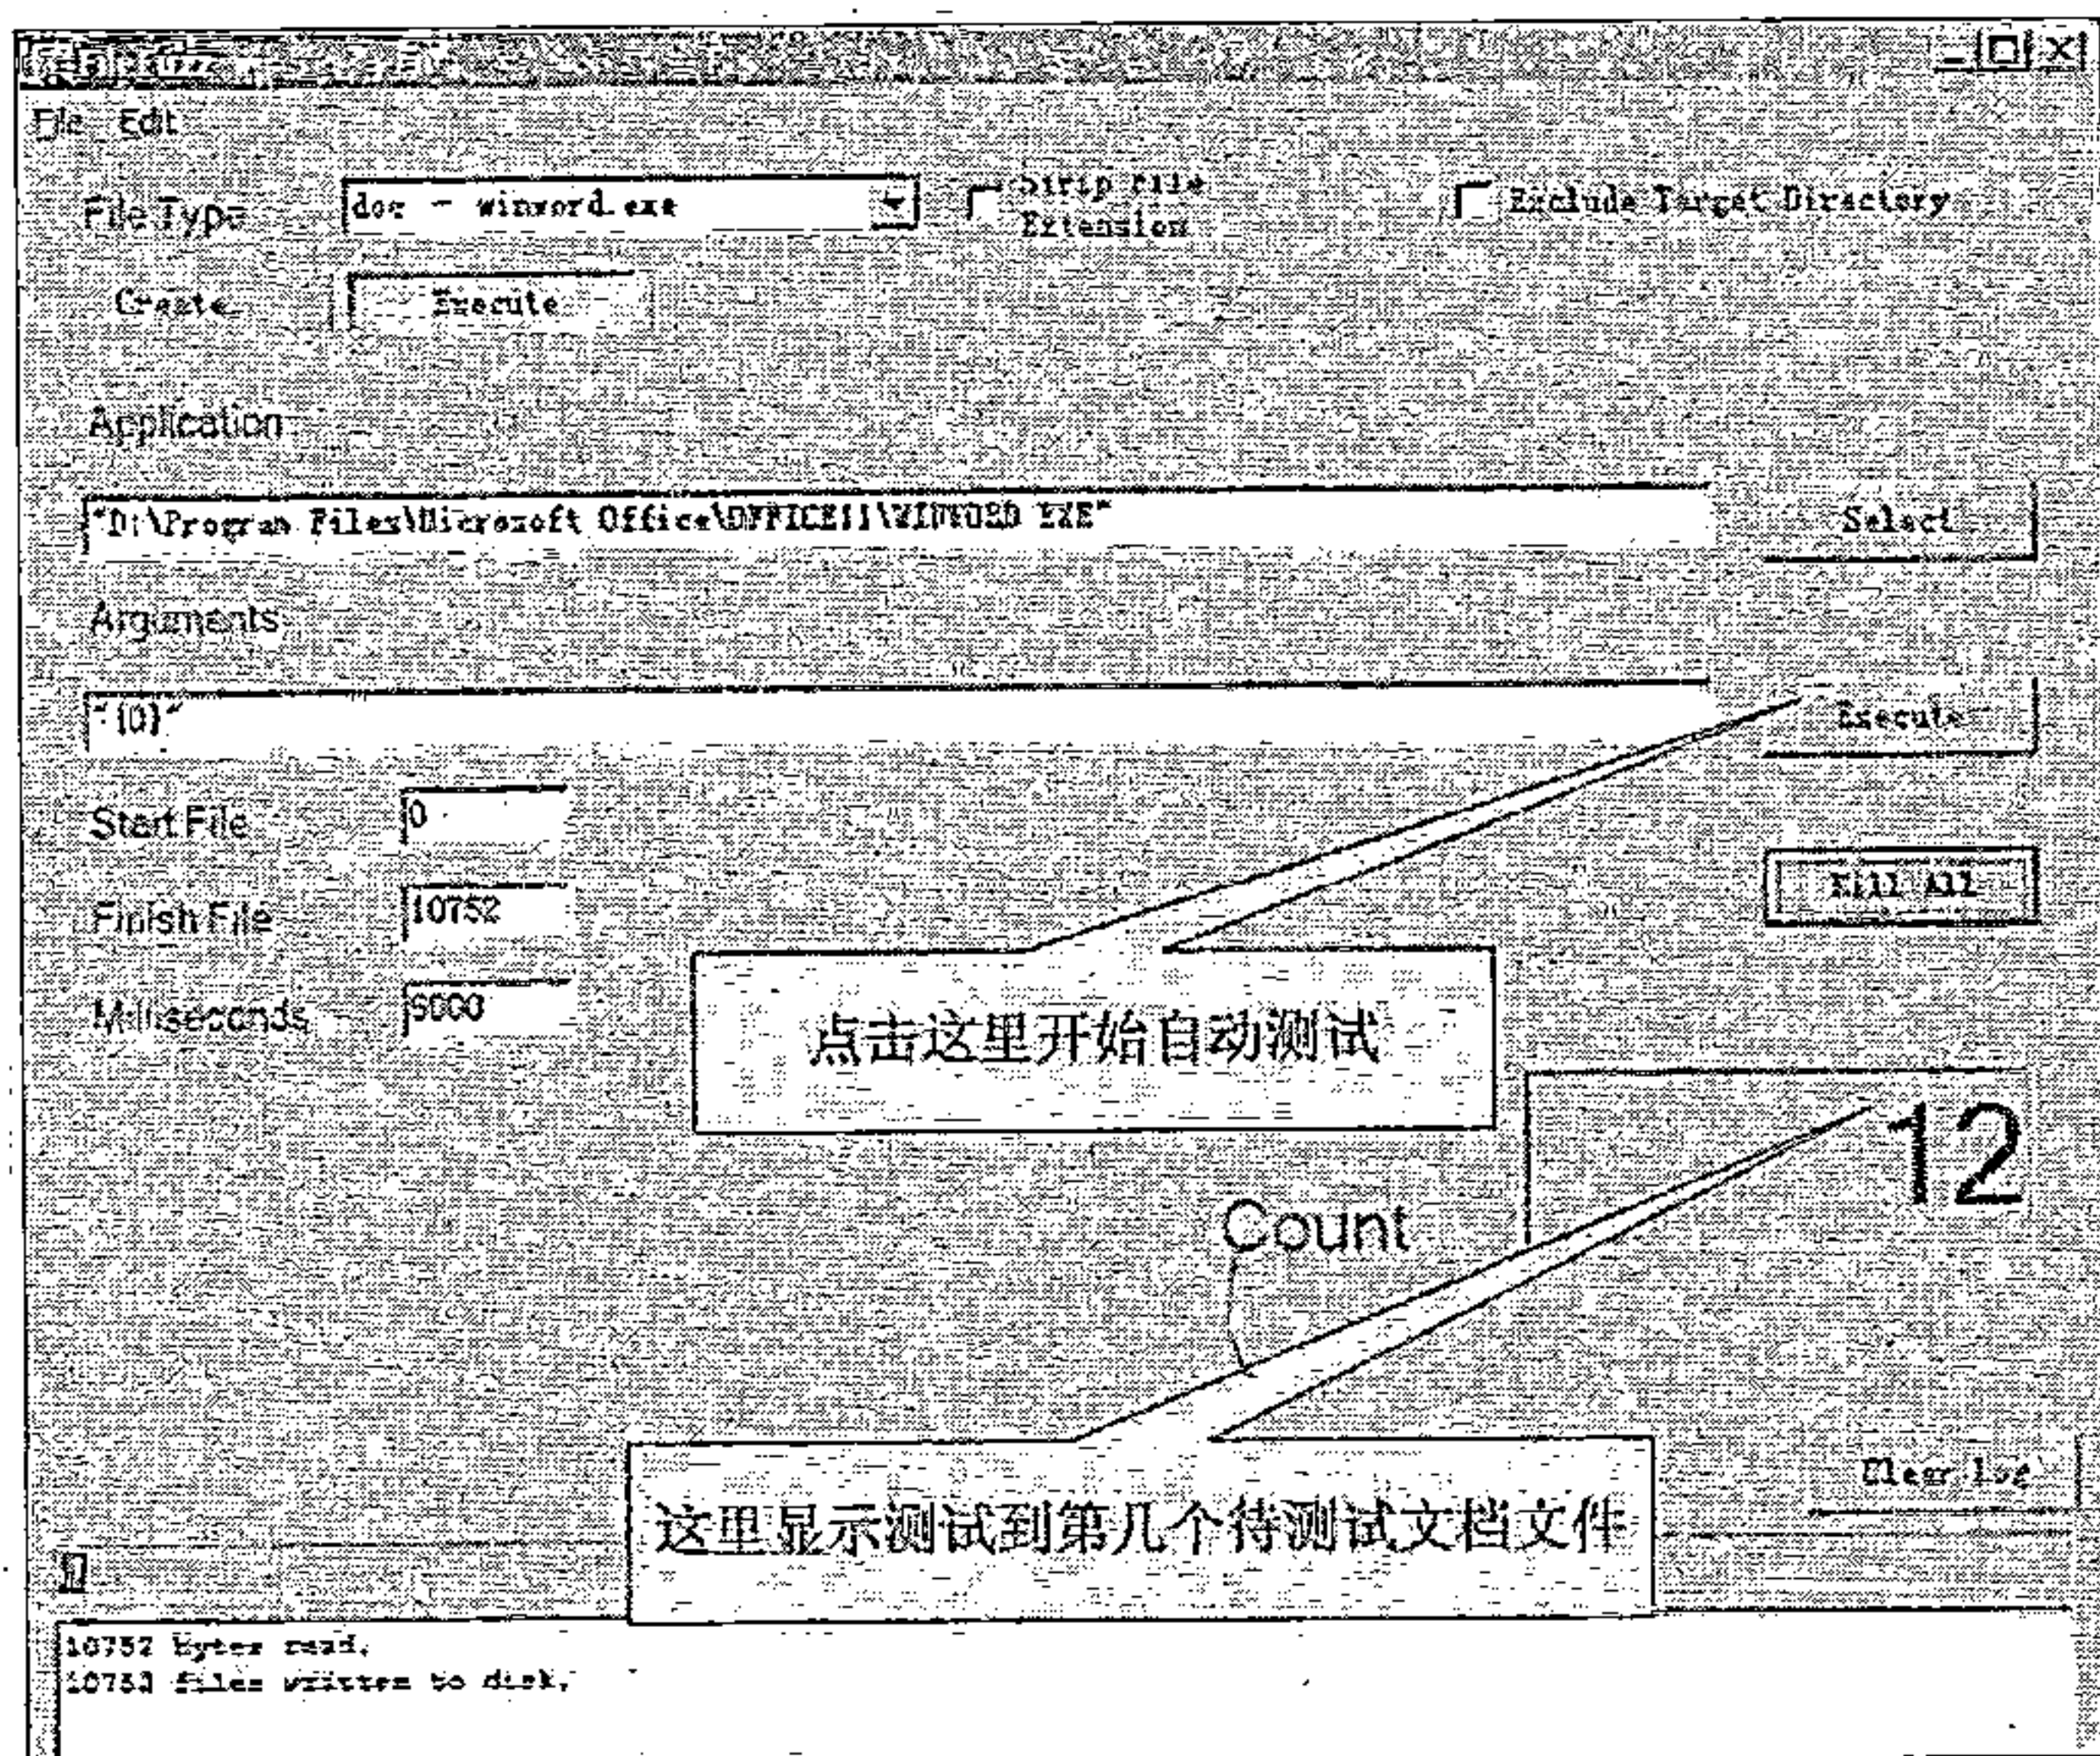 File Edit
File Type
doc - winword.exe
Strip File
Extension
Exclude Target Directory
Create
Execute
Application
"D:\Program Files\Microsoft Office\OFFICE11\WINWORD.EXE"
Select
Arguments
"{0}"
Execute
Start File
0
Kill All
Finish File
10752
Milliseconds
点击这里开始自动测试
12
Count
Clear Log
这里显示测试到第几个待测试文档文件
10752 bytes read.
files written to disk.